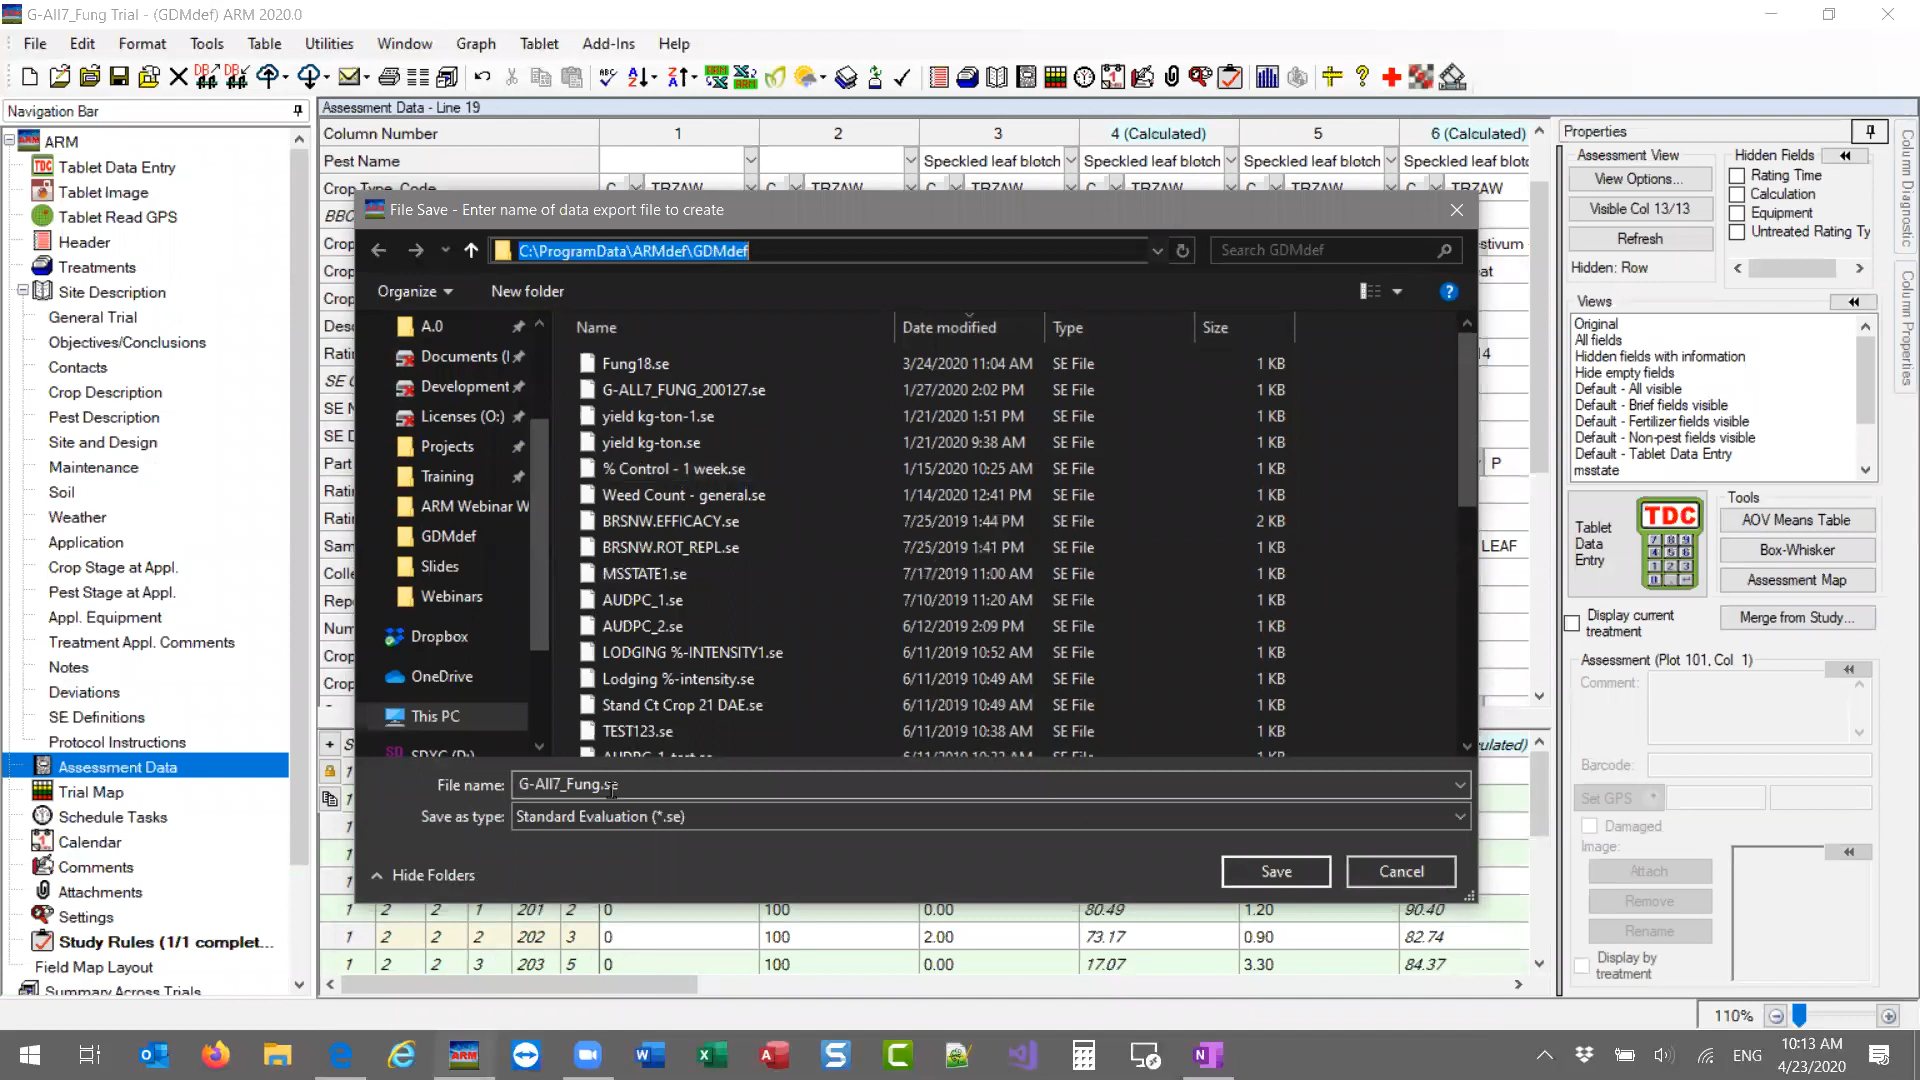 G-All7_Fung Trial - (GDMdef) ARM 2020.0
File Edit Format Tools Table Utilities Window Graph Tablet Add-Ins Help
Navigation Bar
ARM
Tablet Data Entry
Tablet Image
Tablet Read GPS
Header
Treatments
Site Description
General Trial
Objectives/Conclusions
Contacts
Crop Description
Pest Description
Site and Design
Maintenance
Soil
Weather
Application
Crop Stage at Appl.
Pest Stage at Appl.
Appl. Equipment
Treatment Appl. Comments
Notes
Deviations
SE Definitions
Protocol Instructions
Assessment Data
Trial Map
Schedule Tasks
Calendar
Comments
Attachments
Settings
Study Rules (1/1 complet...
Field Map Layout
Summary Across Trials
Assessment Data - Line 19
Column Number 1 2 3 4 (Calculated) 5 6 (Calculated)
Pest Name Speckled leaf blotch Speckled leaf blotch Speckled leaf blotch Speckled leaf blotc
Crop Type, Code C TRZAW C TRZAW C TRZAW C TRZAW C TRZAW C TRZAW
File Save - Enter name of data export file to create
C:\ProgramData\ARMdef\GDMdef
Search GDMdef
Organize New folder
A.0
Documents (I
Development
Licenses (O:)
Projects
Training
ARM Webinar W
GDMdef
Slides
Webinars
Dropbox
OneDrive
This PC
Name Date modified Type Size
Fung18.se 3/24/2020 11:04 AM SE File 1 KB
G-ALL7_FUNG_200127.se 1/27/2020 2:02 PM SE File 1 KB
yield kg-ton-1.se 1/21/2020 1:51 PM SE File 1 KB
yield kg-ton.se 1/21/2020 9:38 AM SE File 1 KB
% Control - 1 week.se 1/15/2020 10:25 AM SE File 1 KB
Weed Count - general.se 1/14/2020 12:41 PM SE File 1 KB
BRSNW.EFFICACY.se 7/25/2019 1:44 PM SE File 2 KB
BRSNW.ROT_REPL.se 7/25/2019 1:41 PM SE File 1 KB
MSSTATE1.se 7/17/2019 11:00 AM SE File 1 KB
AUDPC_1.se 7/10/2019 11:20 AM SE File 1 KB
AUDPC_2.se 6/12/2019 2:09 PM SE File 1 KB
LODGING %-INTENSITY1.se 6/11/2019 10:52 AM SE File 1 KB
Lodging %-intensity.se 6/11/2019 10:49 AM SE File 1 KB
Stand Ct Crop 21 DAE.se 6/11/2019 10:49 AM SE File 1 KB
TEST123.se 6/11/2019 10:38 AM SE File 1 KB
File name: G-All7_Fung.se
Save as type: Standard Evaluation (*.se)
Hide Folders
Save Cancel
1 2 2 1 201 2 0 100 0.00 80.49 1.20 90.40
1 2 2 2 202 3 0 100 2.00 73.17 0.90 82.74
1 2 2 3 203 5 0 100 0.00 17.07 3.30 84.37
Properties
Assessment View
View Options...
Visible Col 13/13
Refresh
Hidden: Row
Hidden Fields
Rating Time
Calculation
Equipment
Untreated Rating Ty
Views
Original
All fields
Hidden fields with information
Hide empty fields
Default - All visible
Default - Brief fields visible
Default - Fertilizer fields visible
Default - Non-pest fields visible
Default - Tablet Data Entry
msstate
Tablet Data Entry
TDC
Tools
AOV Means Table
Box-Whisker
Assessment Map
Merge from Study...
Display current treatment
Assessment (Plot 101, Col 1)
Comment:
Barcode:
Set GPS
Damaged
Image:
Attach
Remove
Rename
Display by treatment
Column Diagnostic
Column Properties
110%
ENG
10:13 AM
4/23/2020